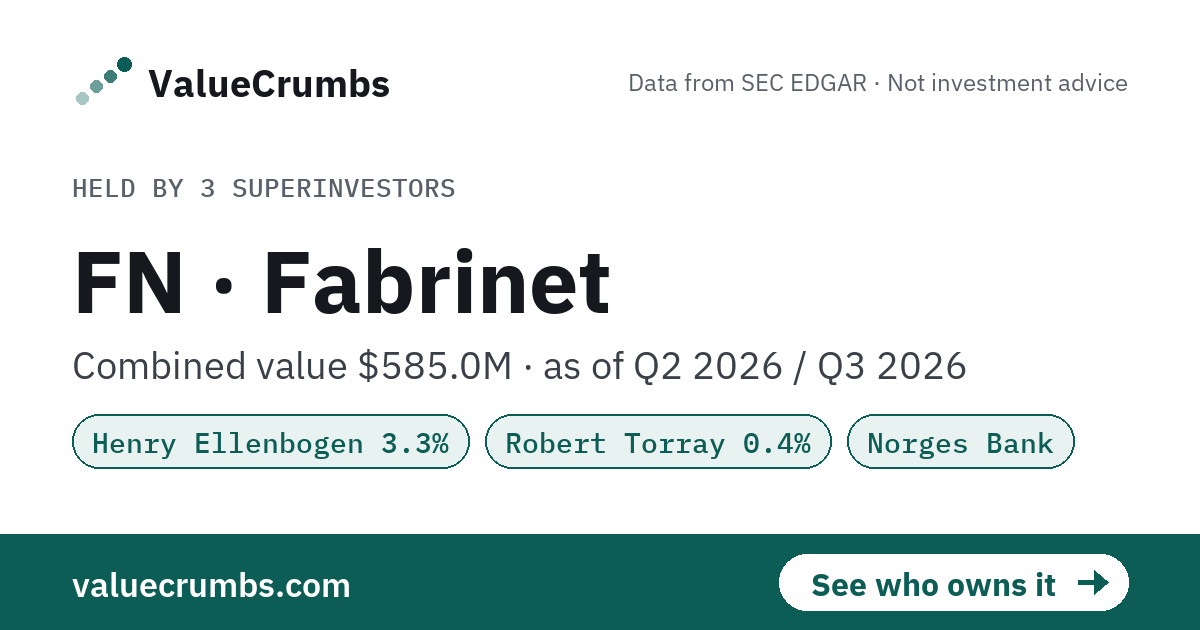 ValueCrumbs
Data from SEC EDGAR · Not investment advice
HELD BY 3 SUPERINVESTORS
FN · Fabrinet
Combined value $585.0M · as of Q2 2026 / Q3 2026
Henry Ellenbogen 3.3%
Robert Torray 0.4%
Norges Bank
valuecrumbs.com
See who owns it →